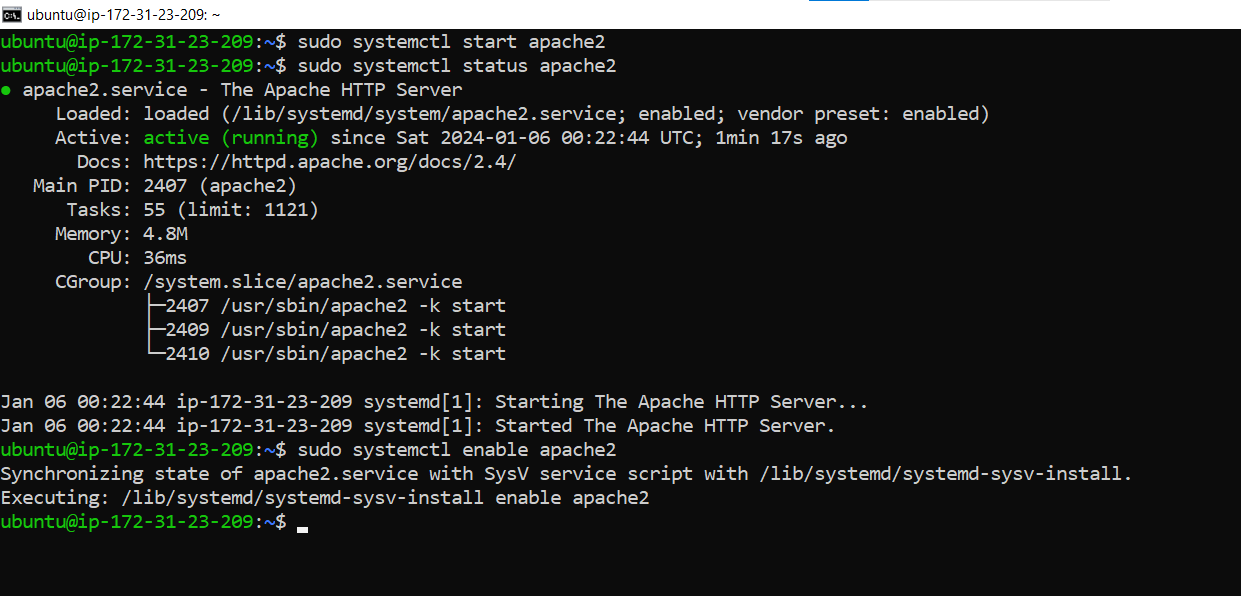 ubuntu@ip-172-31-23-209: ~
ubuntu@ip-172-31-23-209:~$ sudo systemctl start apache2
ubuntu@ip-172-31-23-209:~$ sudo systemctl status apache2
● apache2.service - The Apache HTTP Server
     Loaded: loaded (/lib/systemd/system/apache2.service; enabled; vendor preset: enabled)
     Active: active (running) since Sat 2024-01-06 00:22:44 UTC; 1min 17s ago
       Docs: https://httpd.apache.org/docs/2.4/
   Main PID: 2407 (apache2)
      Tasks: 55 (limit: 1121)
     Memory: 4.8M
        CPU: 36ms
     CGroup: /system.slice/apache2.service
             ├─2407 /usr/sbin/apache2 -k start
             ├─2409 /usr/sbin/apache2 -k start
             └─2410 /usr/sbin/apache2 -k start
Jan 06 00:22:44 ip-172-31-23-209 systemd[1]: Starting The Apache HTTP Server...
Jan 06 00:22:44 ip-172-31-23-209 systemd[1]: Started The Apache HTTP Server.
ubuntu@ip-172-31-23-209:~$ sudo systemctl enable apache2
Synchronizing state of apache2.service with SysV service script with /lib/systemd/systemd-sysv-install.
Executing: /lib/systemd/systemd-sysv-install enable apache2
ubuntu@ip-172-31-23-209:~$